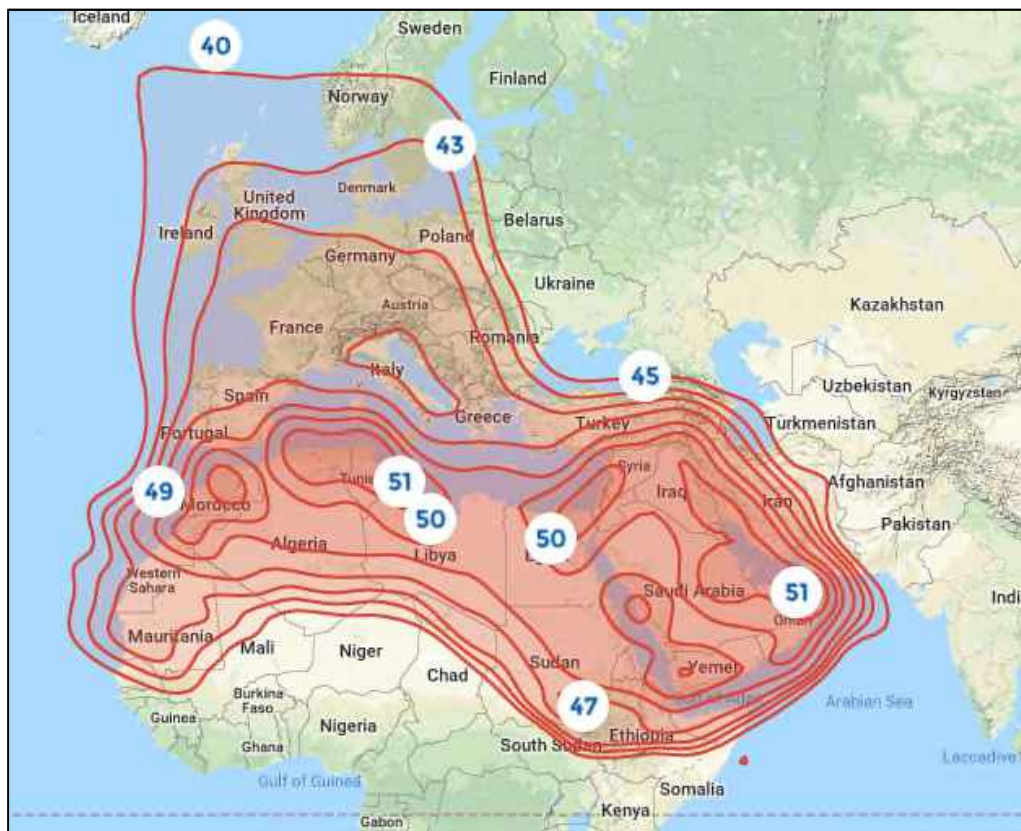 Iceland
Sweden
40
Finland
Norway
43
Denmark
United
Kingdom
Ireland
Belarus
Poland
Germany
Ukraine
Kazakhstan
Austria
France
Romania
Italy
45
Uzbekistan
Kyrgyzstan
Spain
Greece
Turkey
Turkmenistan
Portugal
Syria
Afghanistan
49
Tunis
51
Iraq
Iran
Morocco
50
Pakistan
50
Algeria
Libya
Western
Sahara
Saudi Arabia
51
Indi
Oman
Mauritania
Mali
Niger
Sudan
Yemen
Chad
Arabian Sea
Burkina
Faso
47
Guinea
Nigeria
Ethiopia
Ghana
South Sudan
Laccadive
Gulf of Guinea
Somalia
Kenya
Gabon